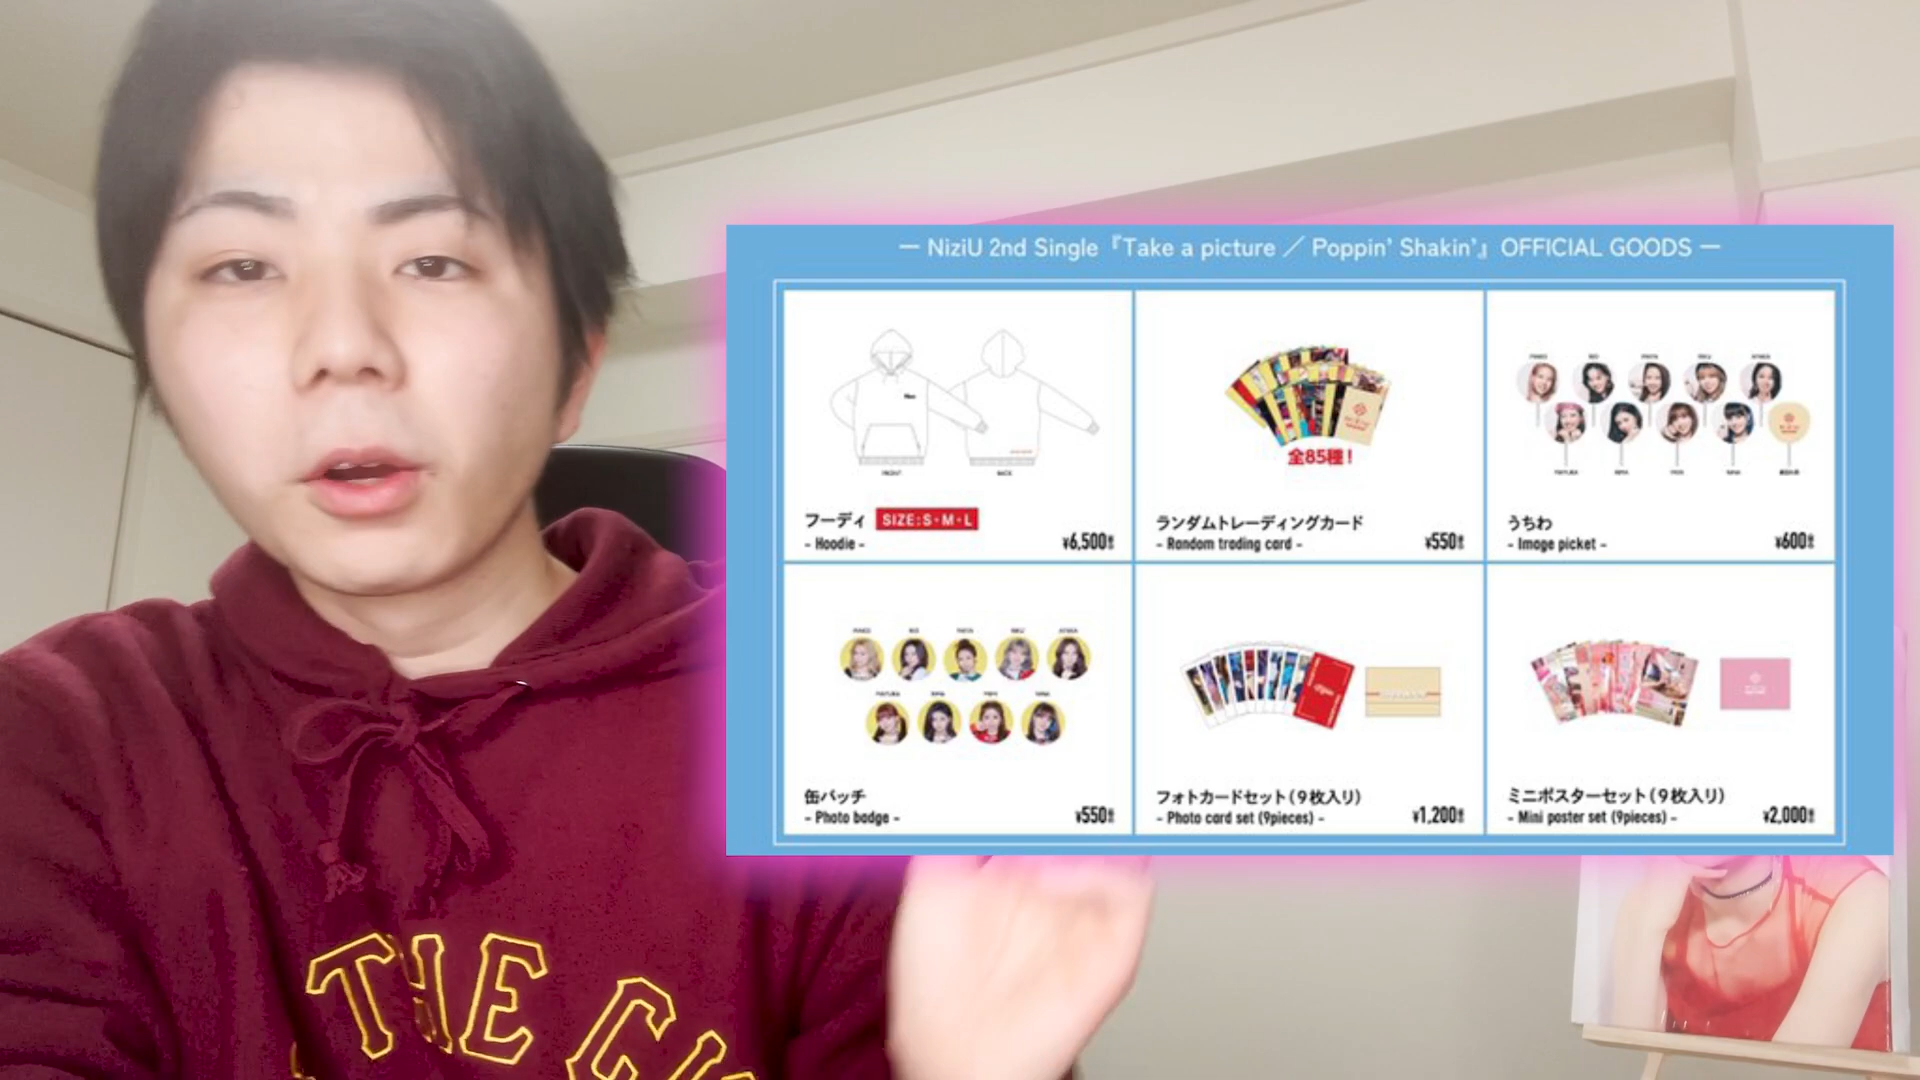 — NiziU 2nd Single『Take a picture ／ Poppin' Shakin'』OFFICIAL GOODS —
フーディ SIZE:S・M・L
- Hoodie - ¥6,500
全85種!
ランダムトレーディングカード
- Random trading card - ¥550
うちわ
- Image picket - ¥600
缶バッチ
- Photo badge - ¥550
フォトカードセット(9枚入り)
- Photo card set (9pieces) - ¥1,200
ミニポスターセット(9枚入り)
- Mini poster set (9pieces) - ¥2,000
THE G